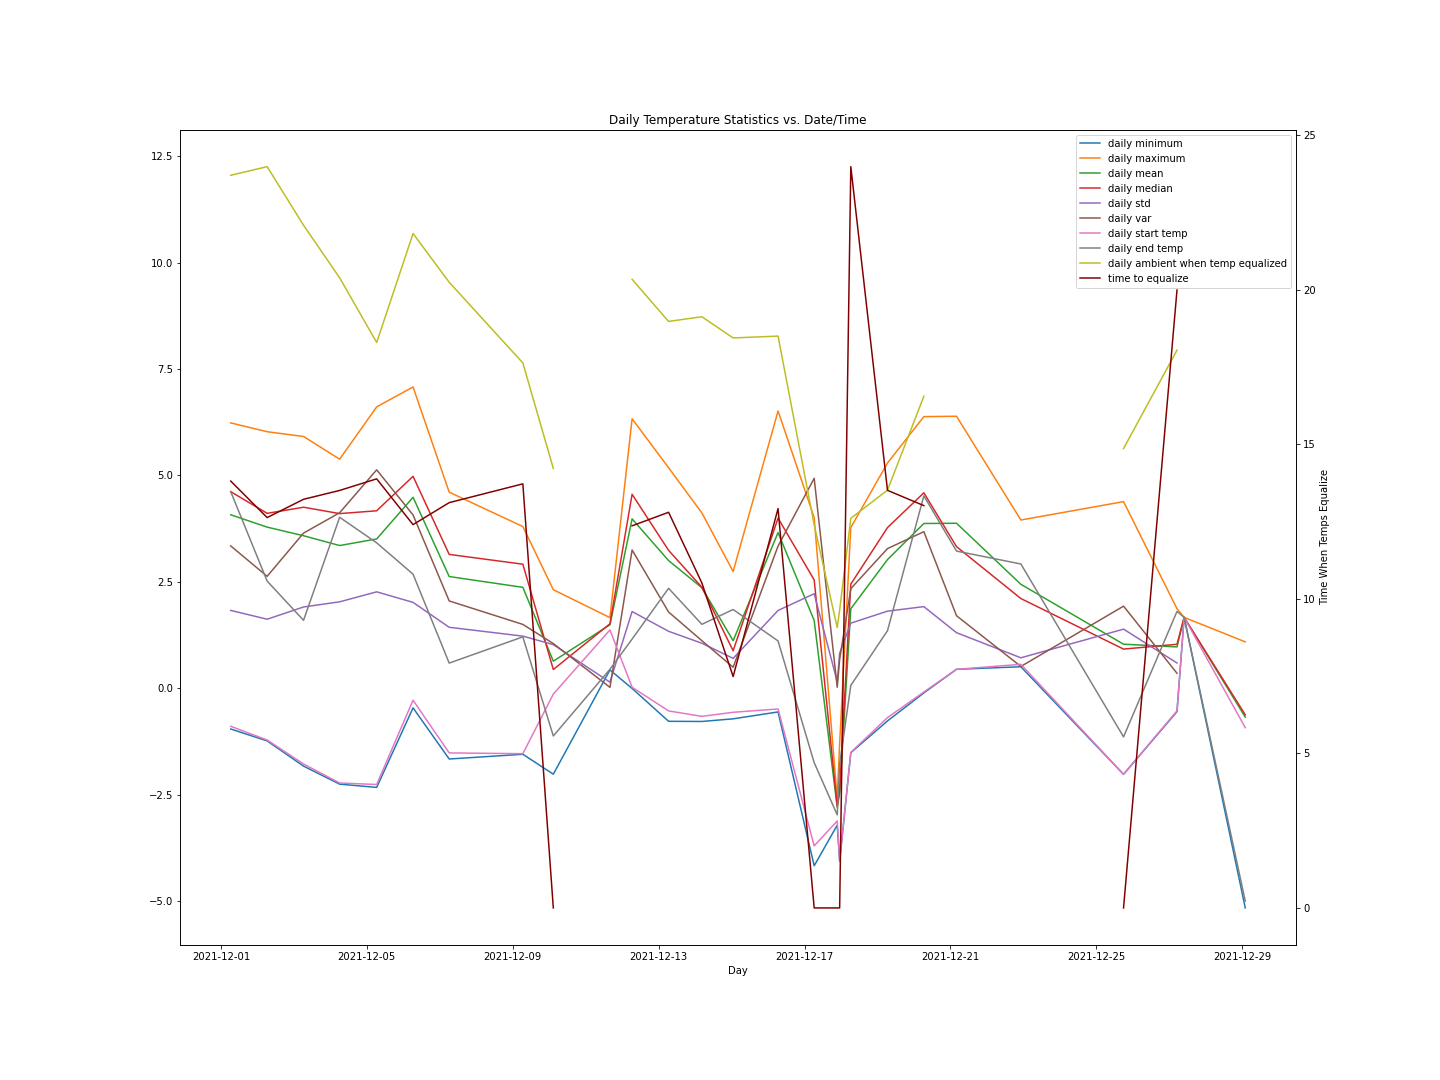 Daily Temperature Statistics vs. Date/Time
12.5
10.0
7.5
5.0
2.5
0.0
−2.5
−5.0
daily minimum
daily maximum
daily mean
daily median
daily std
daily var
daily start temp
daily end temp
daily ambient when temp equalized
time to equalize
25
20
15
10
5
0
Time When Temps Equalize
2021-12-01
2021-12-05
2021-12-09
2021-12-13
2021-12-17
2021-12-21
2021-12-25
2021-12-29
Day